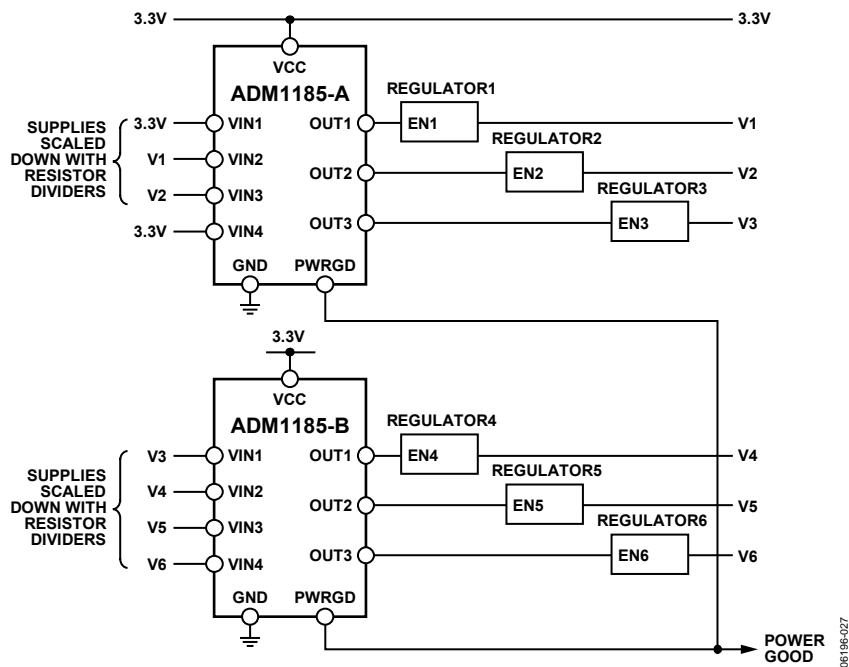 3.3V
3.3V
VCC
ADM1185-A
SUPPLIES
SCALED
DOWN WITH
RESISTOR
DIVIDERS
3.3V
V1
V2
3.3V
VIN1
VIN2
VIN3
VIN4
OUT1
OUT2
OUT3
GND
PWRGD
REGULATOR1
EN1
V1
REGULATOR2
EN2
V2
REGULATOR3
EN3
V3
3.3V
VCC
ADM1185-B
SUPPLIES
SCALED
DOWN WITH
RESISTOR
DIVIDERS
V3
V4
V5
V6
VIN1
VIN2
VIN3
VIN4
OUT1
OUT2
OUT3
GND
PWRGD
REGULATOR4
EN4
V4
REGULATOR5
EN5
V5
REGULATOR6
EN6
V6
POWER
GOOD
06196-027